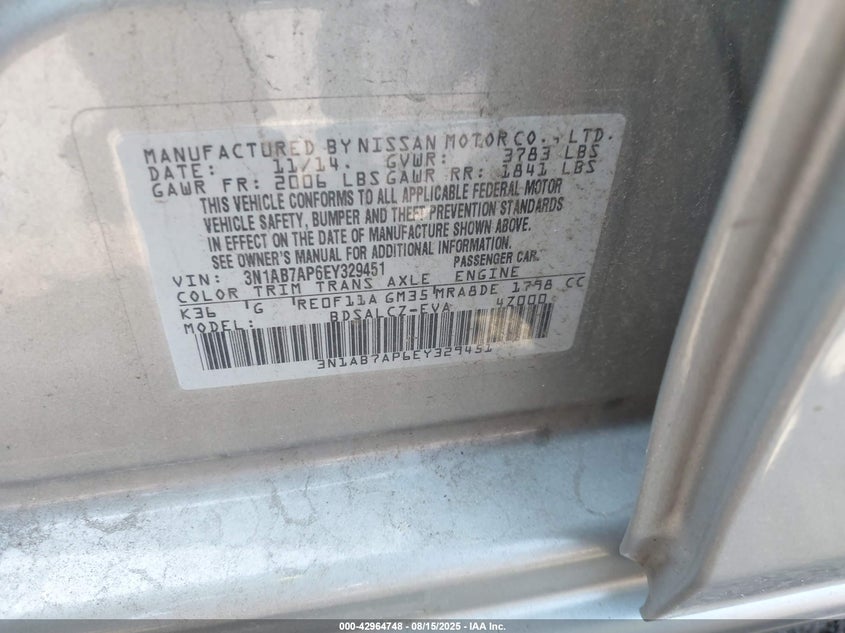 MANUFACTURED BY NISSAN MOTOR CO., LTD.
DATE: 11/14. GVWR: 3783 LBS
GAWR FR: 2006 LBS GAWR RR: 1841 LBS
THIS VEHICLE CONFORMS TO ALL APPLICABLE FEDERAL MOTOR
VEHICLE SAFETY, BUMPER AND THEFT PREVENTION STANDARDS
IN EFFECT ON THE DATE OF MANUFACTURE SHOWN ABOVE.
SEE OWNER'S MANUAL FOR ADDITIONAL INFORMATION.
VIN: 3N1AB7AP6EY329451 PASSENGER CAR.
COLOR TRIM TRANS AXLE ENGINE
K36 G RE0F11A GM35 MRA8DE 1798 CC
MODEL: BDSALCZ-EVA 4Z000
3N1AB7AP6EY329451
000-42964748 - 08/15/2025 - IAA Inc.